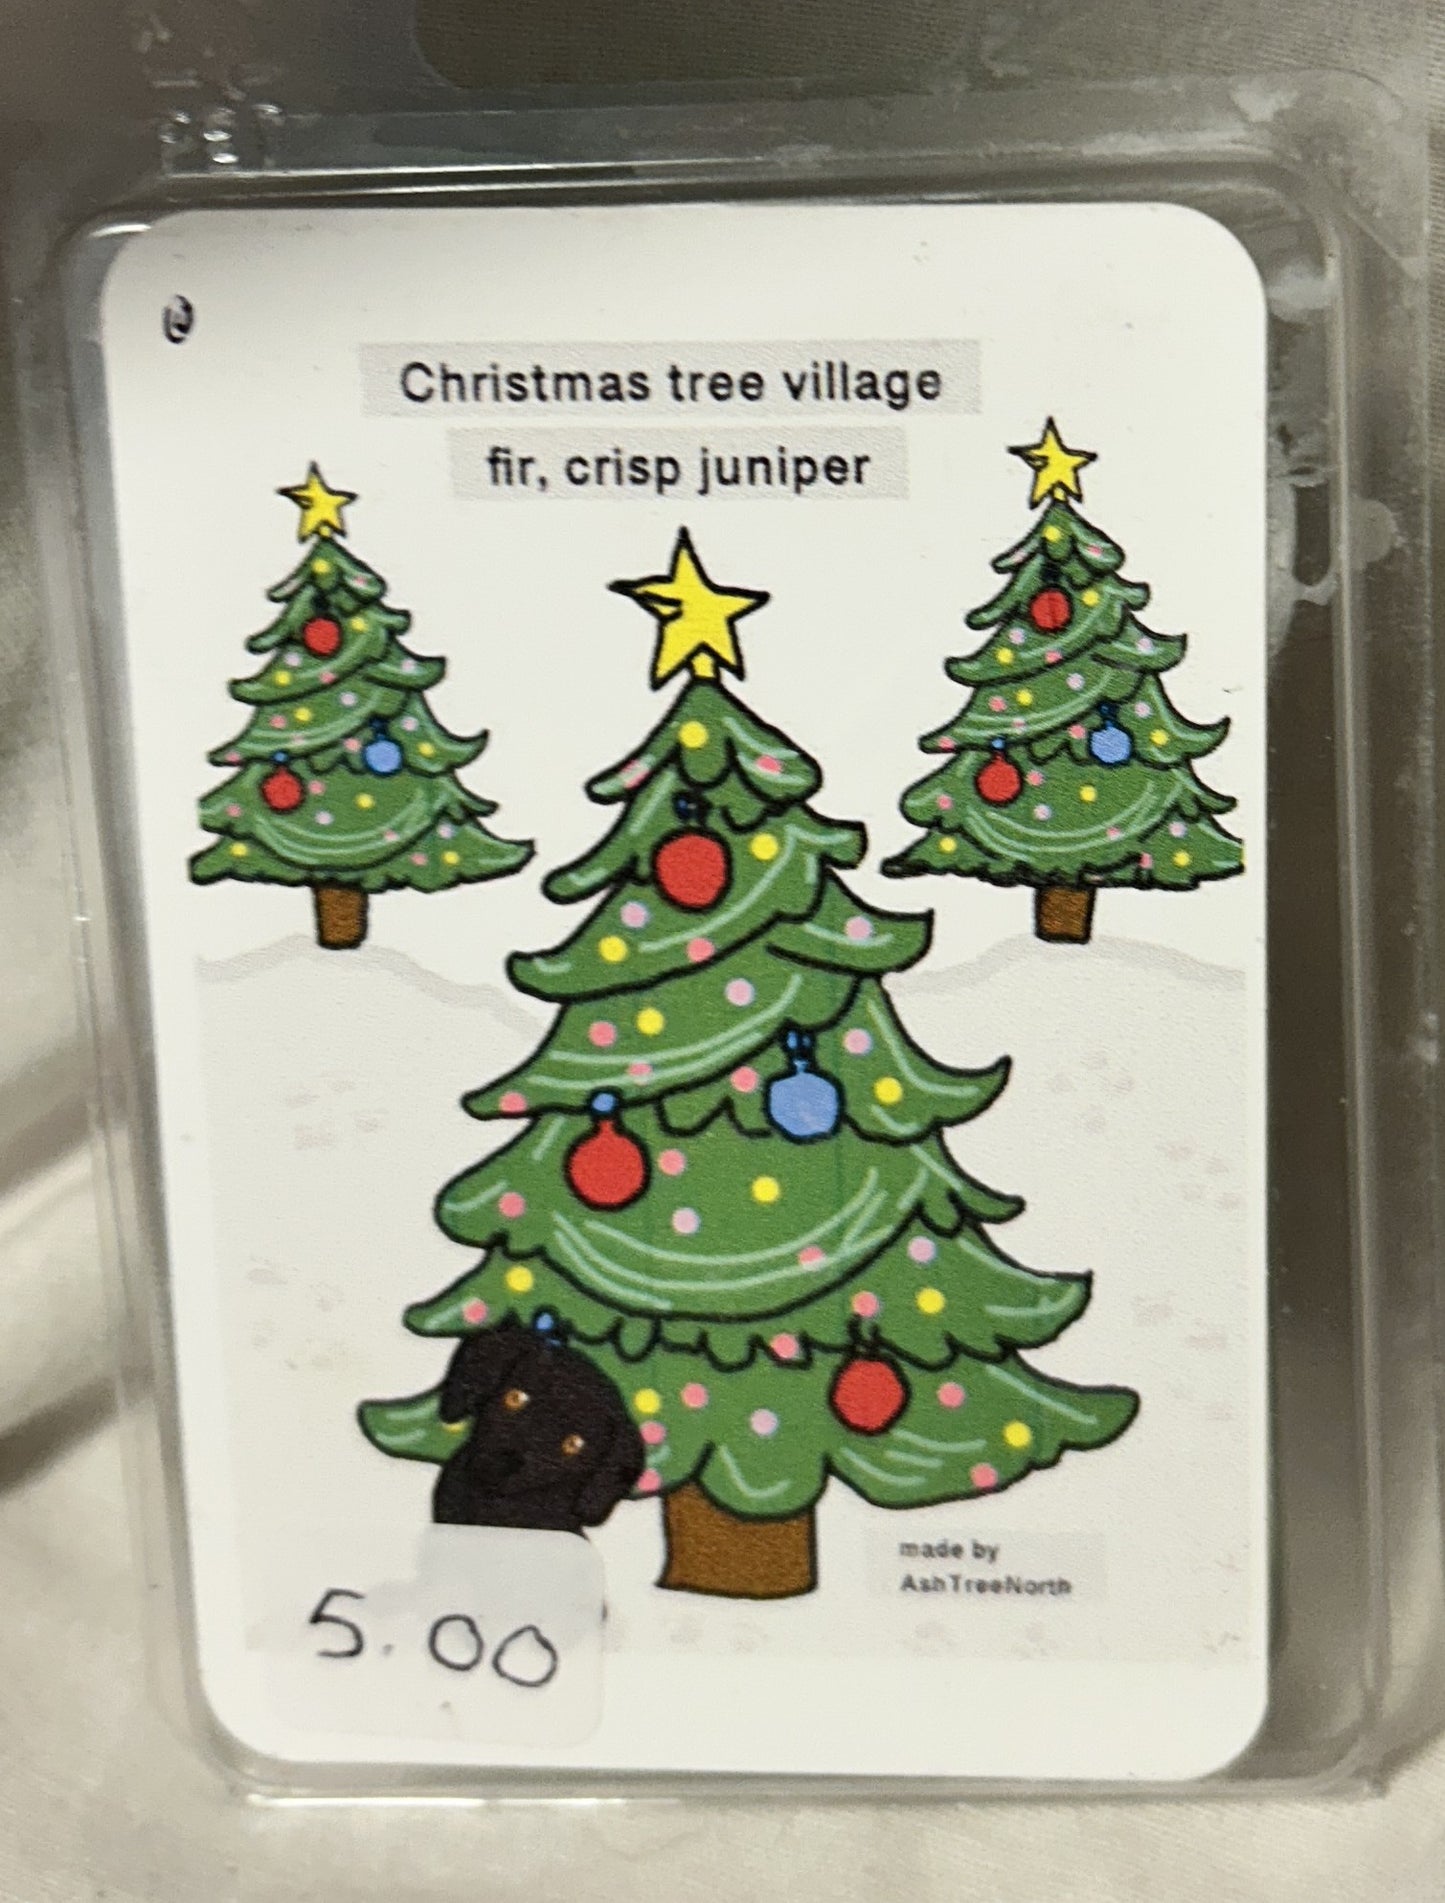 Christmas tree village
fir, crisp juniper
made by
AshTreeNorth
5.00